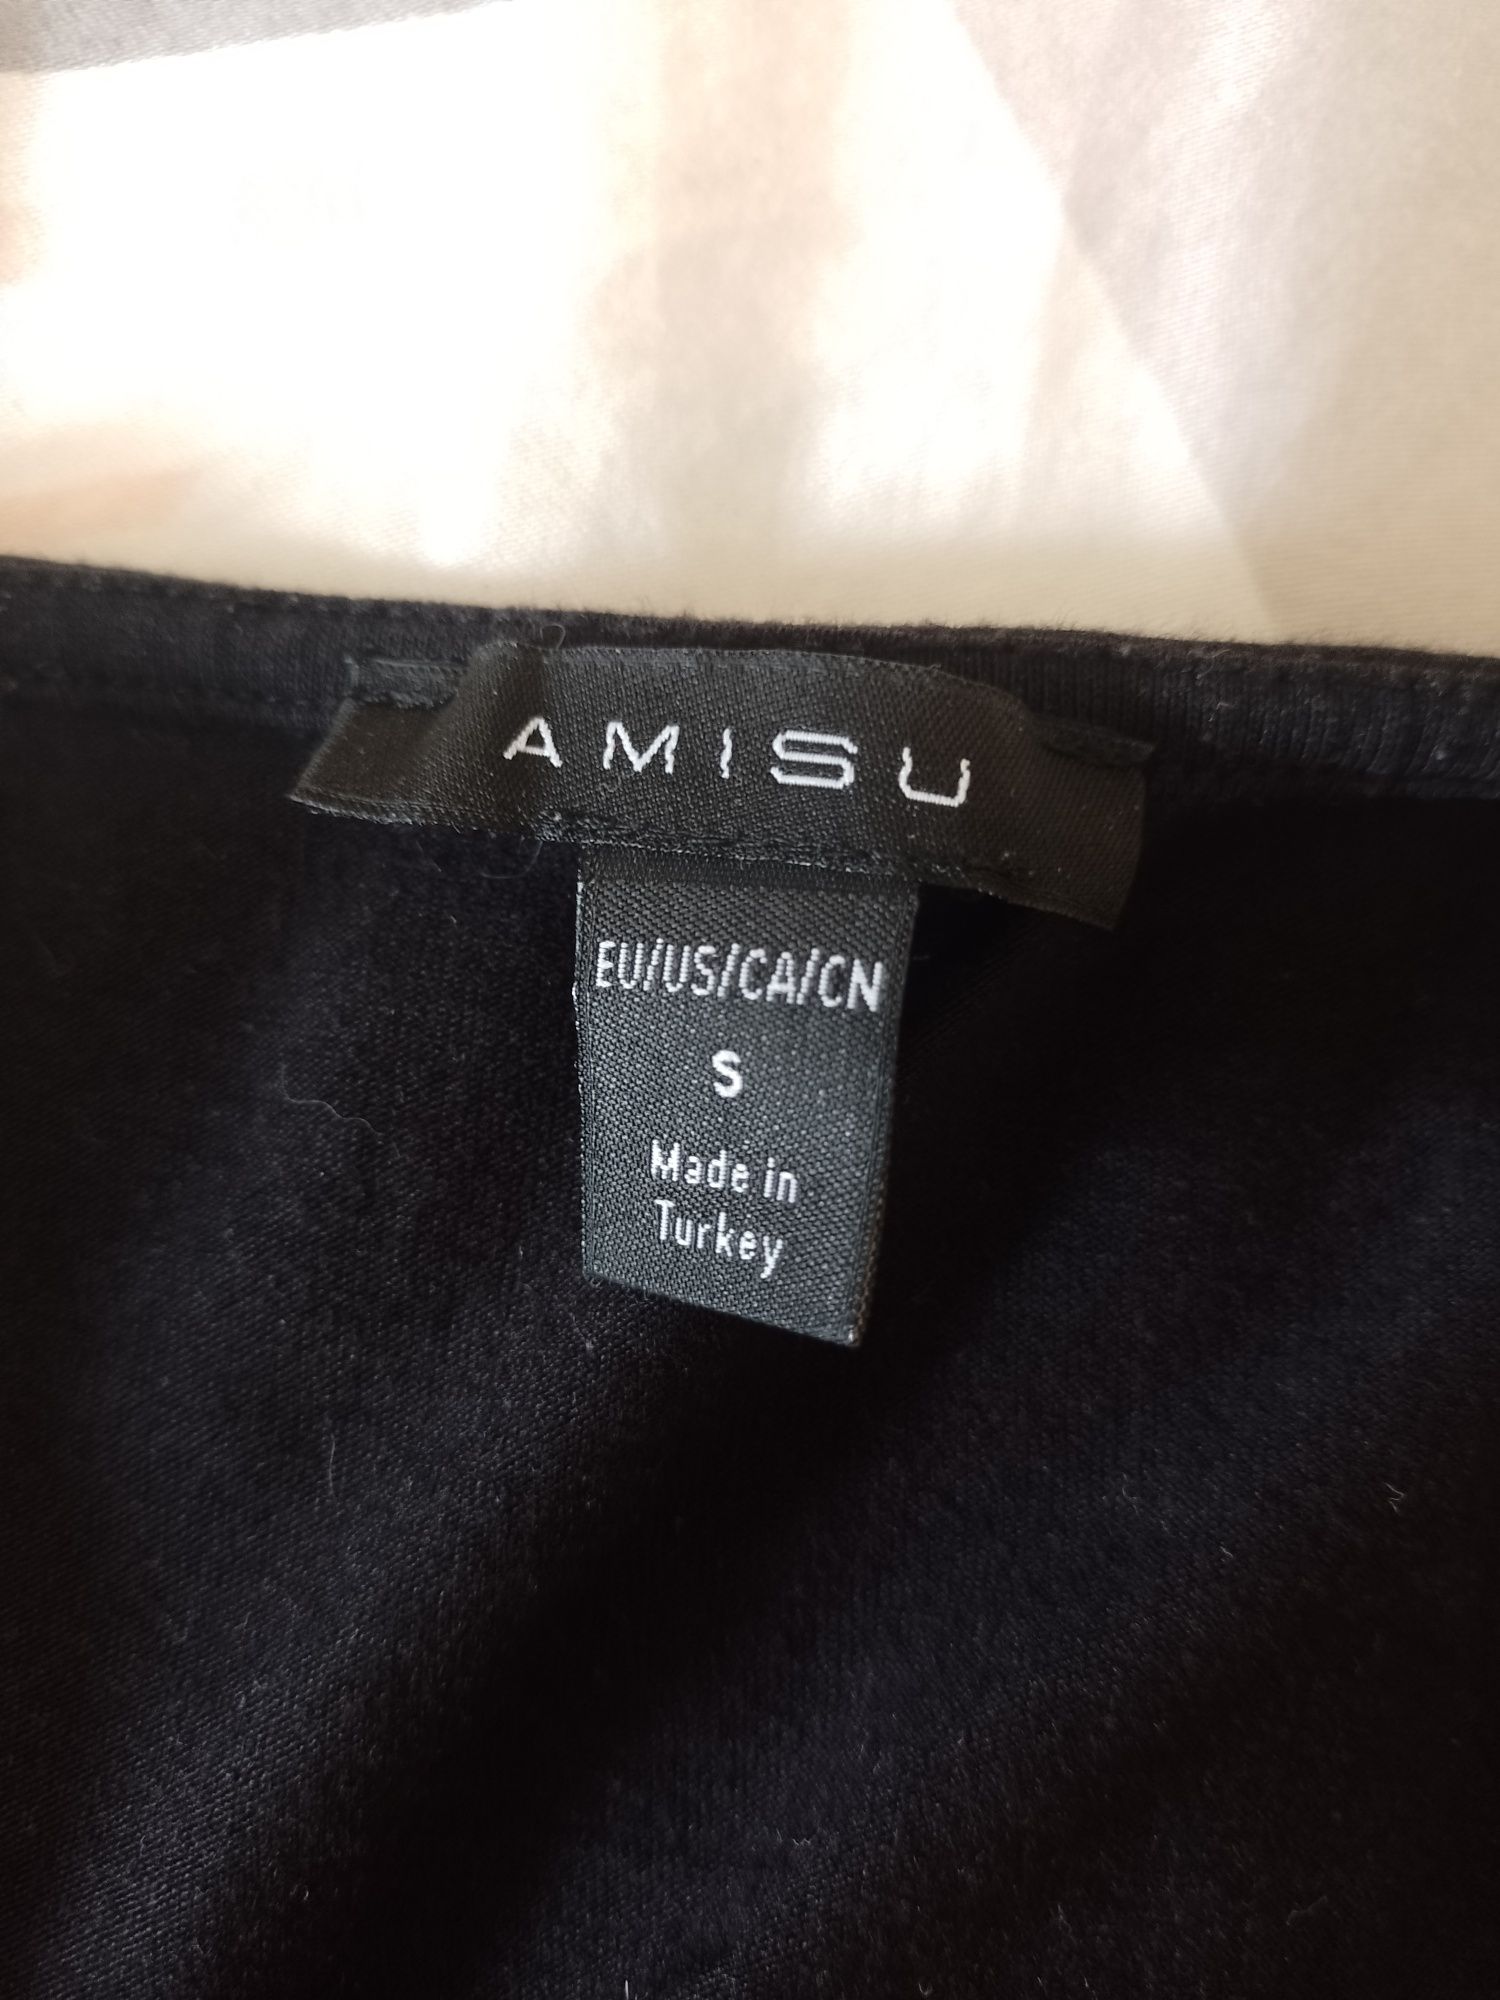 AMISU
EU/US/CA/CN
S
Made in
Turkey